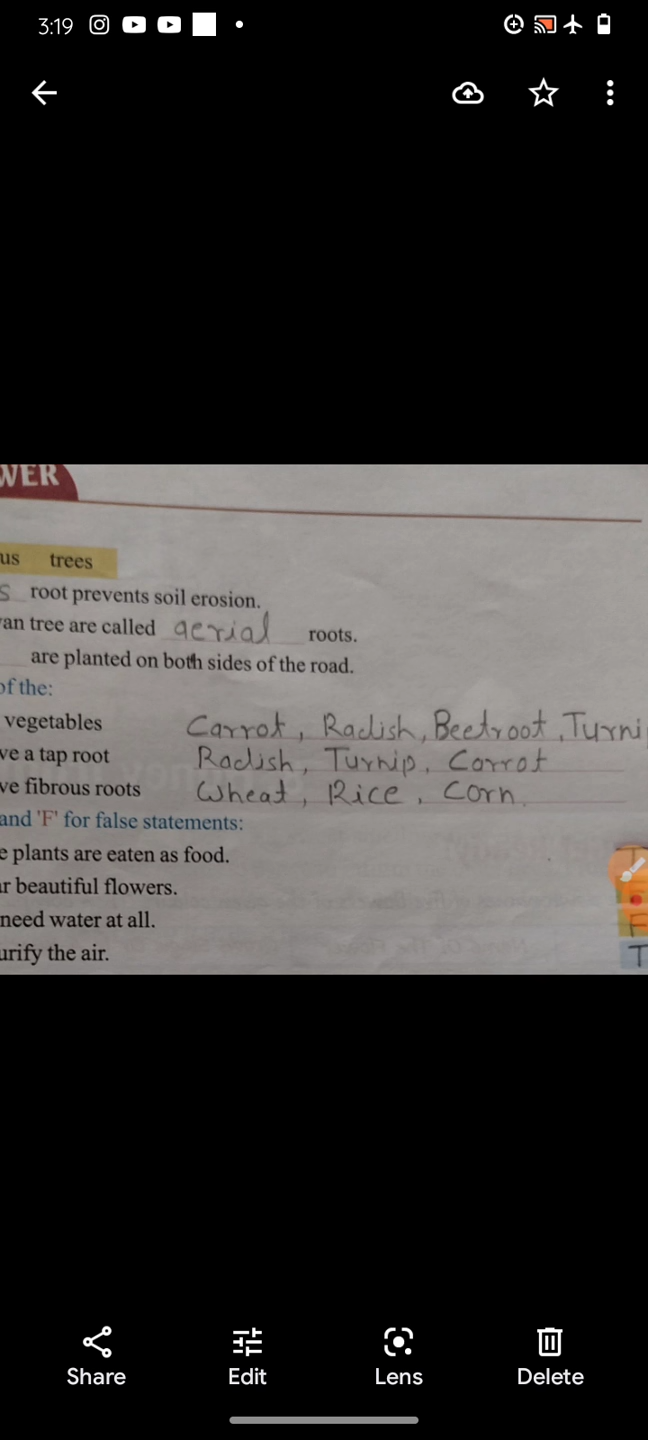 3:19
WER
us trees
s root prevents soil erosion.
an tree are called aerial roots.
are planted on both sides of the road.
of the:
vegetables Carrot, Radish, Beetroot, Turni
ve a tap root Radish, Turnip, Carrot
ve fibrous roots Wheat, Rice, Corn.
and 'F' for false statements:
e plants are eaten as food.
ar beautiful flowers.
need water at all.
F
urify the air.
T
Share Edit Lens Delete